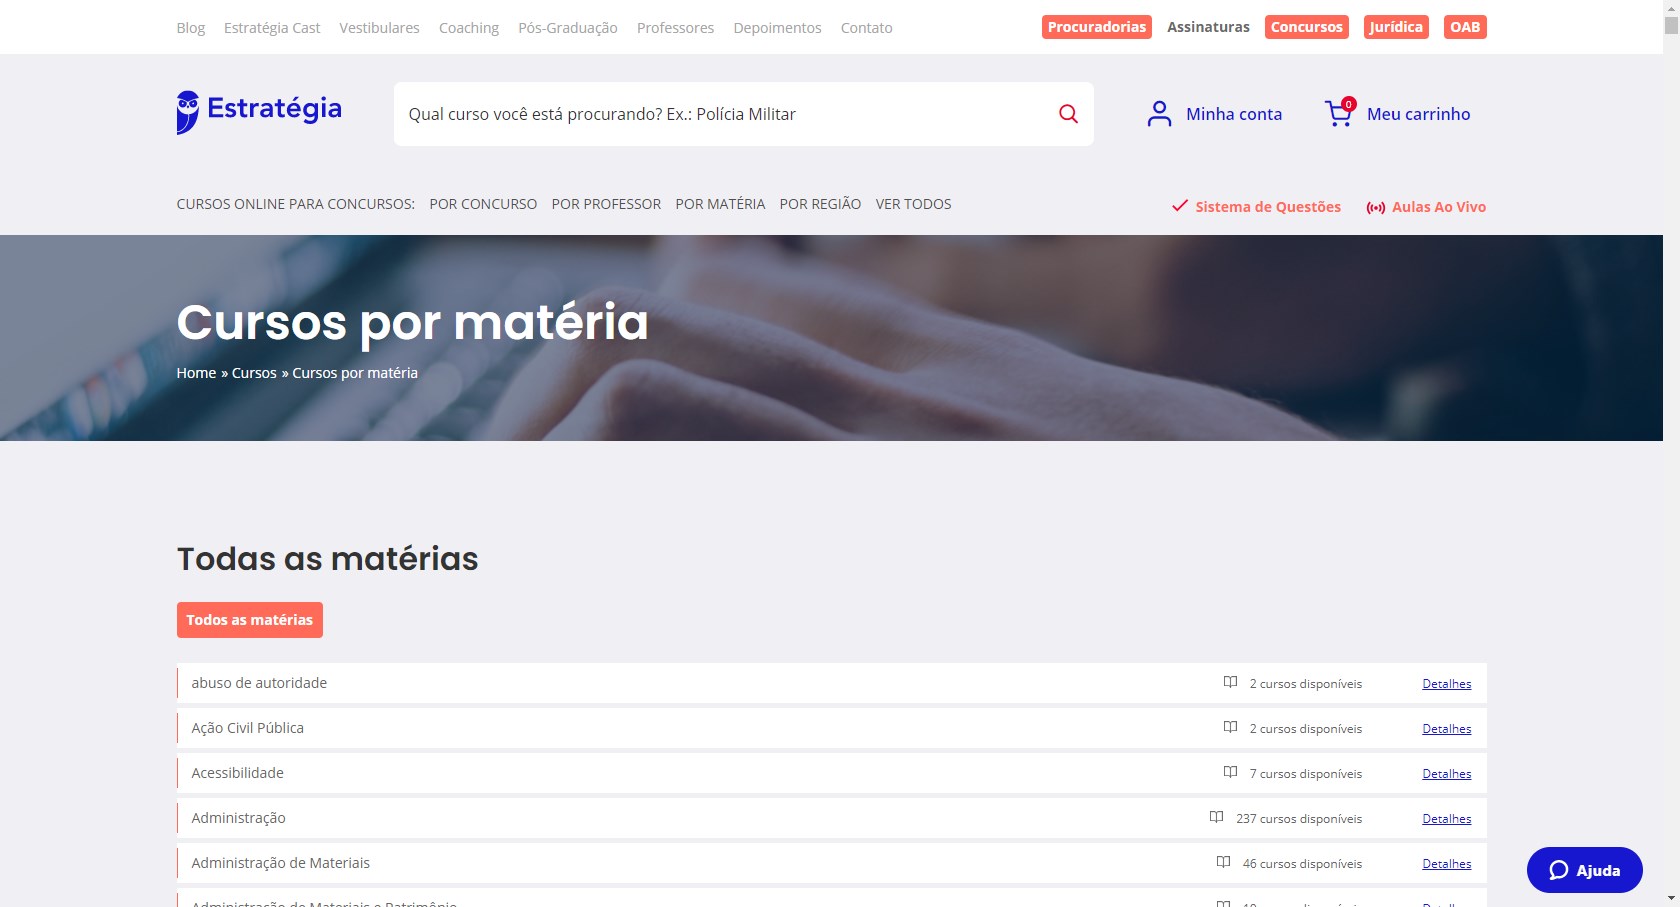 Blog Estratégia Cast Vestibulares Coaching Pós-Graduação Professores Depoimentos Contato Procuradorias Assinaturas Concursos Jurídica OAB
Estratégia
Qual curso você está procurando? Ex.: Polícia Militar
Minha conta
0
Meu carrinho
CURSOS ONLINE PARA CONCURSOS: POR CONCURSO POR PROFESSOR POR MATÉRIA POR REGIÃO VER TODOS
Sistema de Questões Aulas Ao Vivo
Cursos por matéria
Home » Cursos » Cursos por matéria
Todas as matérias
Todos as matérias
abuso de autoridade 2 cursos disponíveis Detalhes
Ação Civil Pública 2 cursos disponíveis Detalhes
Acessibilidade 7 cursos disponíveis Detalhes
Administração 237 cursos disponíveis Detalhes
Administração de Materiais 46 cursos disponíveis Detalhes
Administração de Materiais e Patrimônio
Ajuda